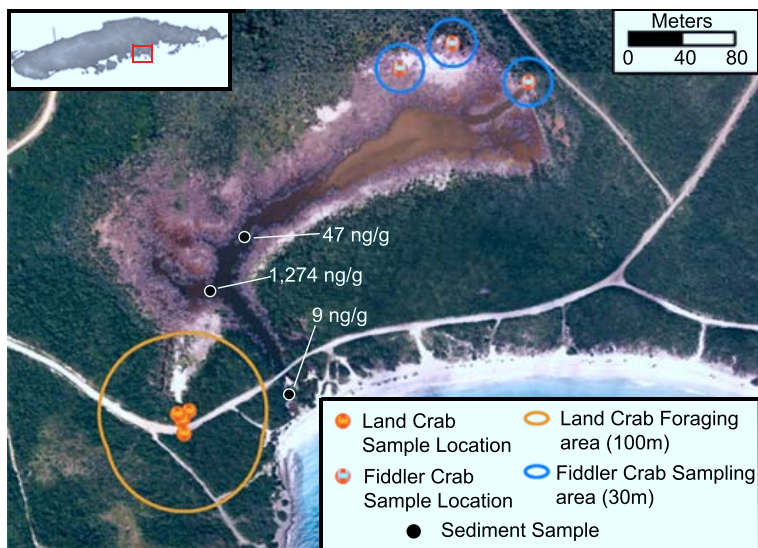 Meters
0 40 80
47 ng/g
1,274 ng/g
9 ng/g
Land Crab
Sample Location
Land Crab Foraging
area (100m)
Fiddler Crab
Sample Location
Fiddler Crab Sampling
area (30m)
Sediment Sample